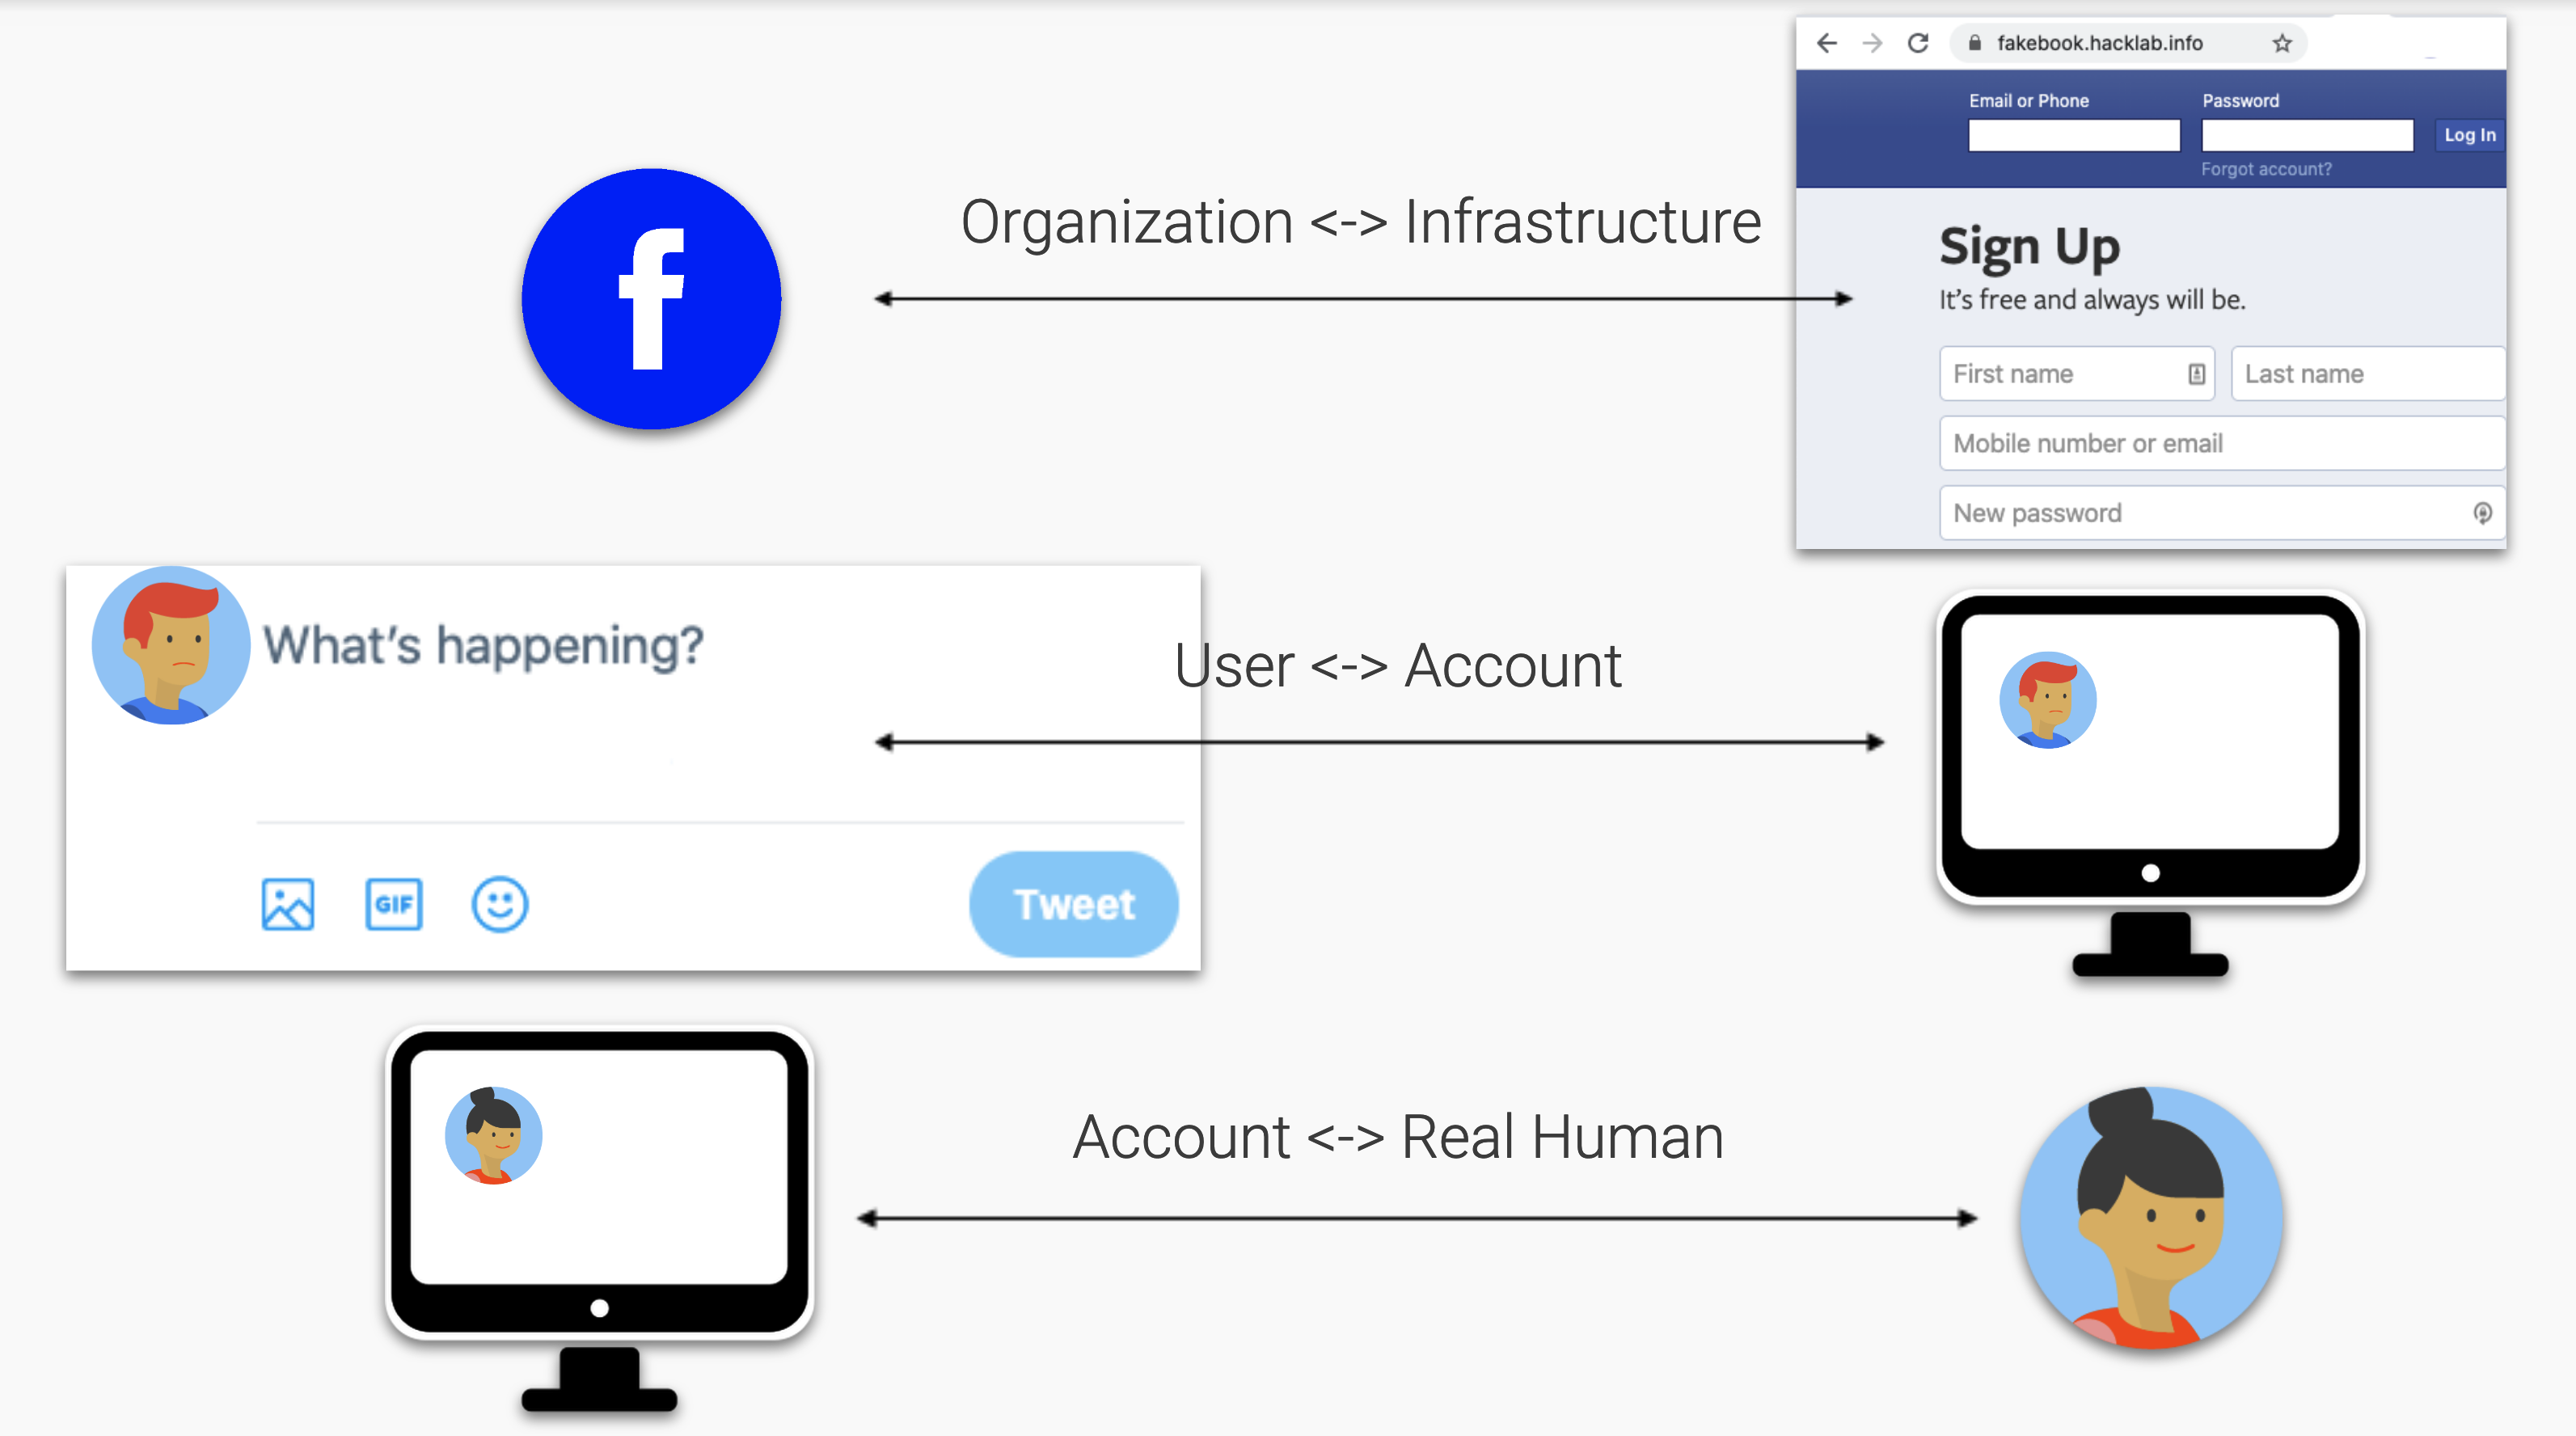 fakebook.hacklab.info
Email or Phone Password
Log In
Forgot account?
f
Organization <-> Infrastructure
Sign Up
It's free and always will be.
First name Last name
Mobile number or email
New password
What's happening?
User <-> Account
GIF
Tweet
Account <-> Real Human